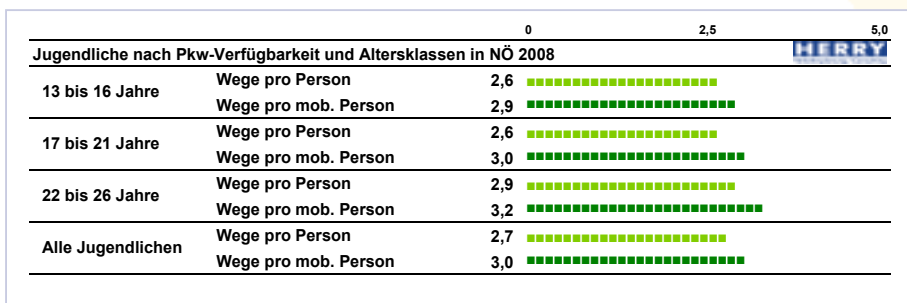 0 2,5 5,0
Jugendliche nach Pkw-Verfügbarkeit und Altersklassen in NÖ 2008 HERRY
13 bis 16 Jahre
Wege pro Person 2,6
Wege pro mob. Person 2,9
17 bis 21 Jahre
Wege pro Person 2,6
Wege pro mob. Person 3,0
22 bis 26 Jahre
Wege pro Person 2,9
Wege pro mob. Person 3,2
Alle Jugendlichen
Wege pro Person 2,7
Wege pro mob. Person 3,0